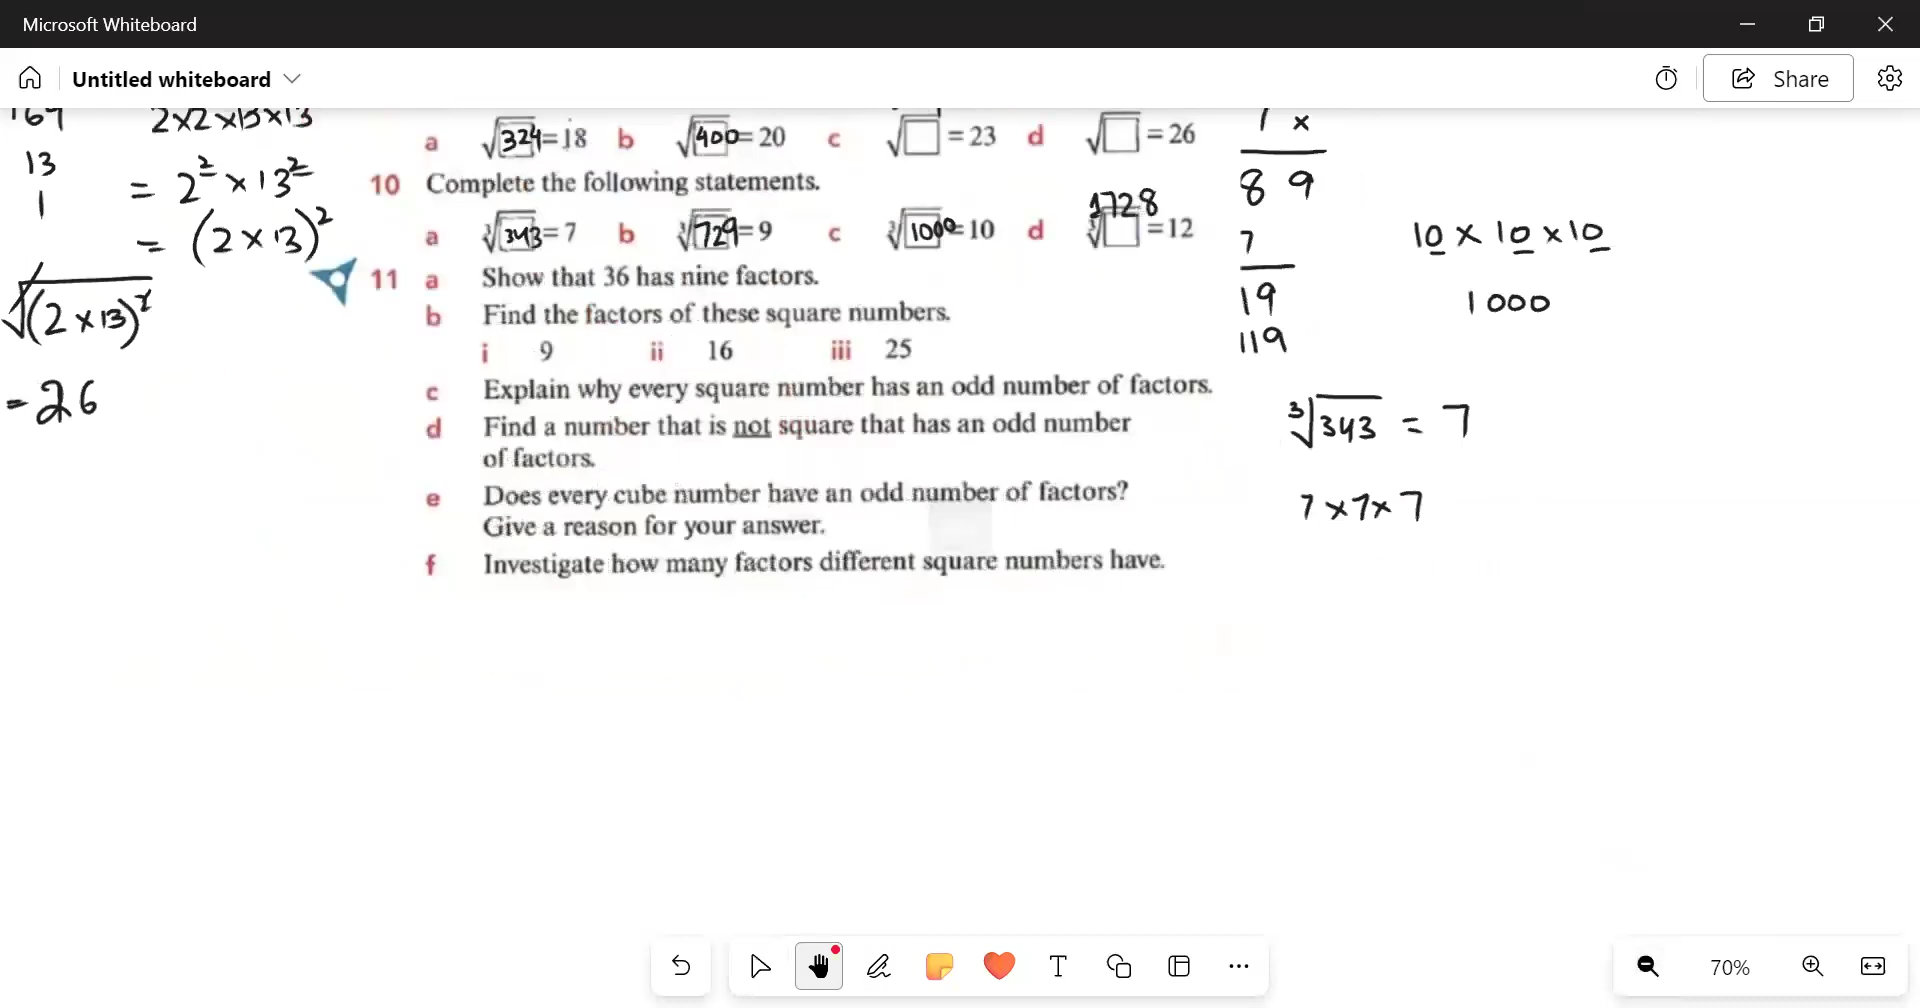 Microsoft Whiteboard
Untitled whiteboard
Share
169
13
1
2×2×13×13
= 2² × 13²
= (2 × 13)²
√(2 × 13)²
= 26
a √324 = 18 b √400 = 20 c √□ = 23 d √□ = 26
10 Complete the following statements.
a ³√343 = 7 b ³√729 = 9 c ³√1000 = 10 d ³√□ = 12
1728
11 a Show that 36 has nine factors.
b Find the factors of these square numbers.
i 9 ii 16 iii 25
c Explain why every square number has an odd number of factors.
d Find a number that is not square that has an odd number
of factors.
e Does every cube number have an odd number of factors?
Give a reason for your answer.
f Investigate how many factors different square numbers have.
7 ×
89
7
19
119
10 × 10 × 10
1000
³√343 = 7
7 × 7 × 7
T
70%